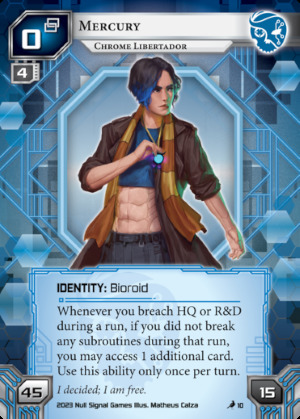 Mercury
Chrome Libertador
0
4
IDENTITY: Bioroid
Whenever you breach HQ or R&D
during a run, if you did not break
any subroutines during that run,
you may access 1 additional card.
Use this ability only once per turn.
I decided; I am free.
45
15
2023 Null Signal Games Illus. Matheus Calza
10